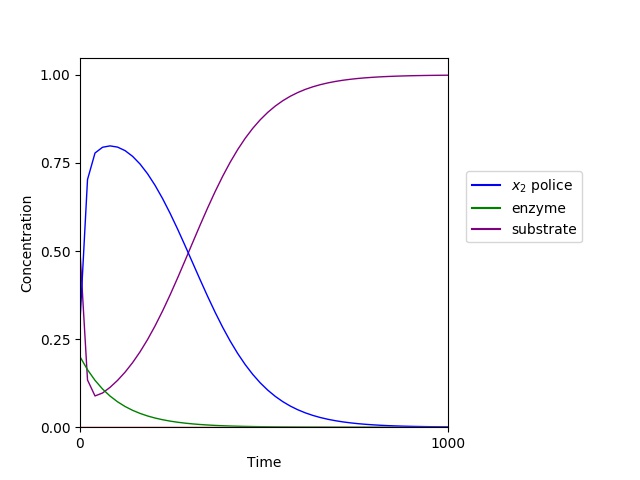 1.00
0.75
0.50
0.25
0.00
Concentration
0
1000
Time
x₂ police
enzyme
substrate